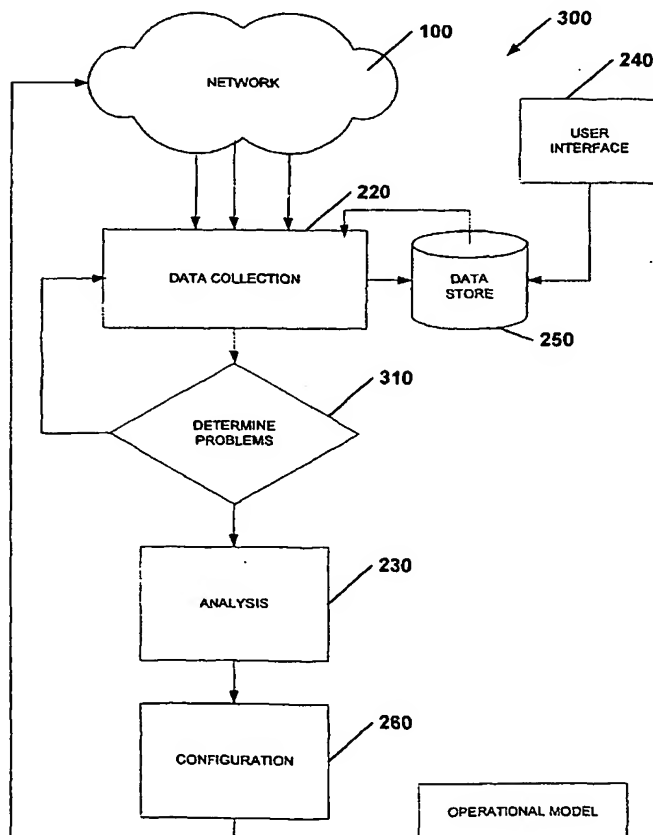 100
300
NETWORK
240
USER
INTERFACE
220
DATA COLLECTION
DATA
STORE
250
310
DETERMINE
PROBLEMS
230
ANALYSIS
260
CONFIGURATION
OPERATIONAL MODEL